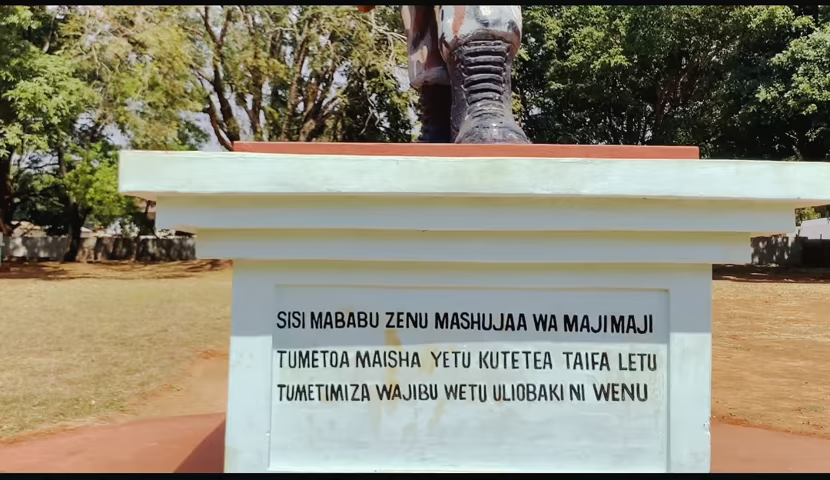 SISI MABABU ZENU MASHUJAA WA MAJIMAJI
TUMETOA MAISHA YETU KUTETEA TAIFA LETU
TUMETIMIZA WAJIBU WETU ULIOBAKI NI WENU